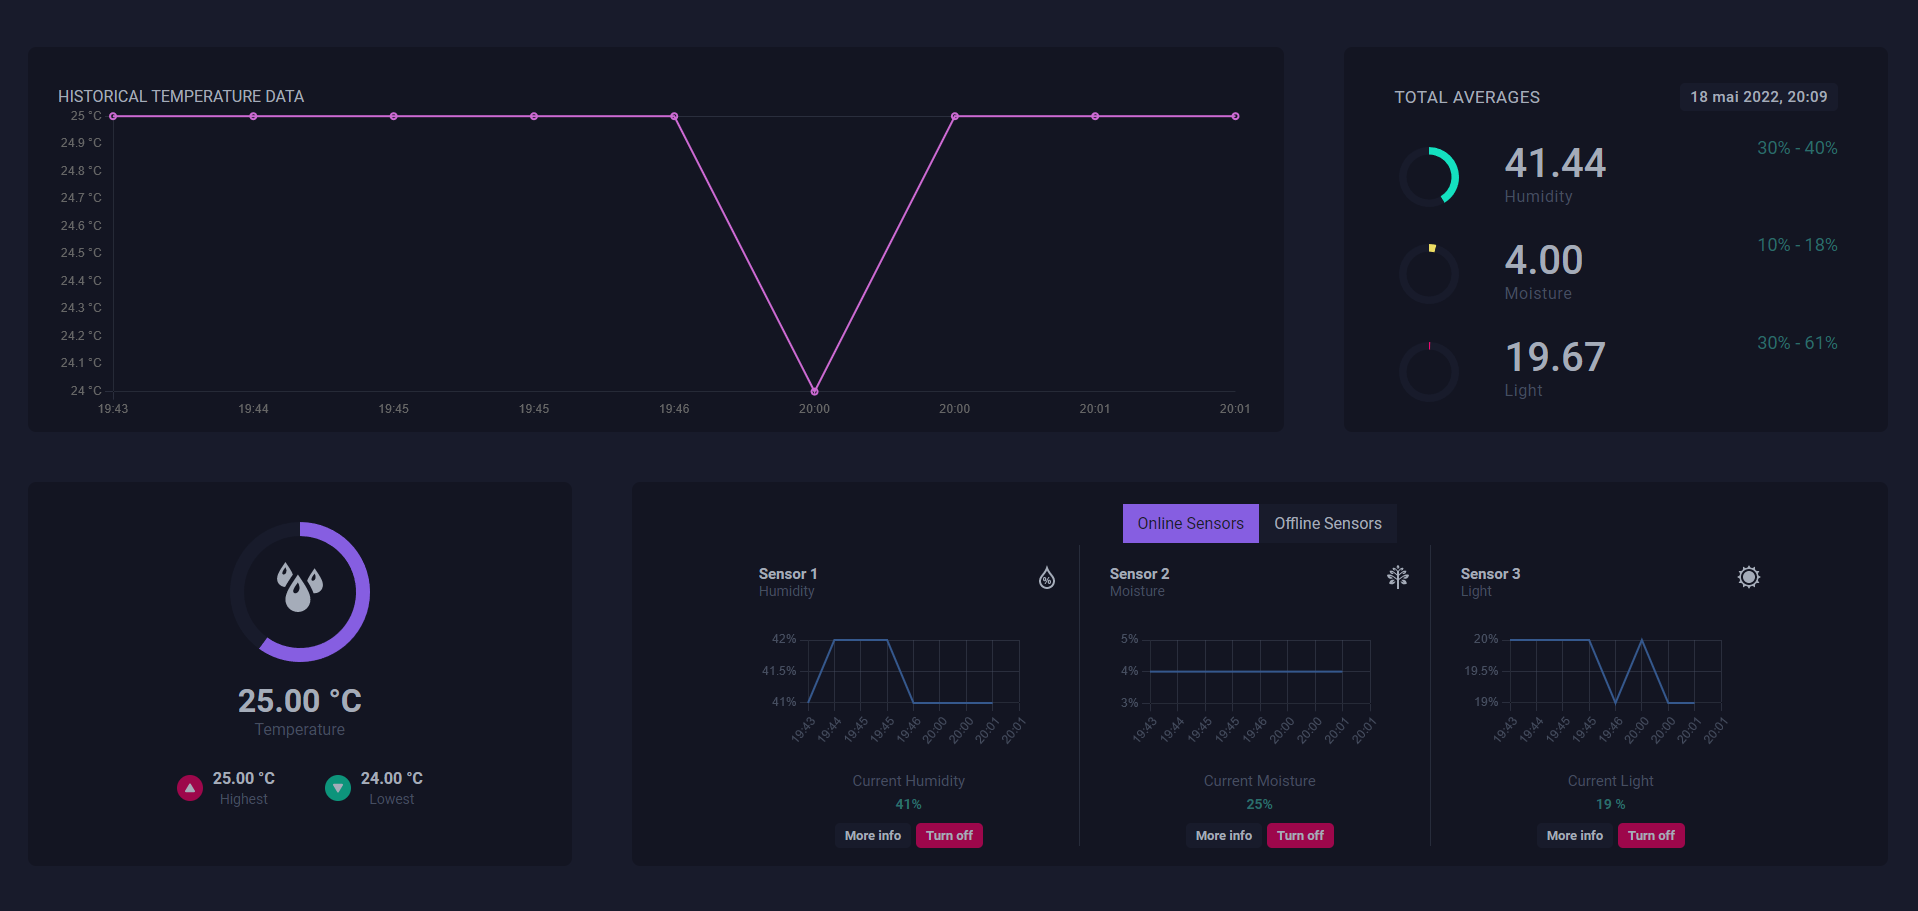 HISTORICAL TEMPERATURE DATA
25 °C
24.9 °C
24.8 °C
24.7 °C
24.6 °C
24.5 °C
24.4 °C
24.3 °C
24.2 °C
24.1 °C
24 °C
19:43 19:44 19:45 19:45 19:46 20:00 20:00 20:01 20:01
TOTAL AVERAGES 18 mai 2022, 20:09
41.44 30% - 40%
Humidity
4.00 10% - 18%
Moisture
19.67 30% - 61%
Light
25.00 °C
Temperature
25.00 °C 24.00 °C
Highest Lowest
Online Sensors Offline Sensors
Sensor 1
Humidity
%
42%
41.5%
41%
19:43 19:44 19:45 19:45 19:46 20:00 20:00 20:01 20:01
Current Humidity
41%
More info Turn off
Sensor 2
Moisture
5%
4%
3%
19:43 19:44 19:45 19:45 19:46 20:00 20:00 20:01 20:01
Current Moisture
25%
More info Turn off
Sensor 3
Light
20%
19.5%
19%
19:43 19:44 19:45 19:45 19:46 20:00 20:00 20:01 20:01
Current Light
19 %
More info Turn off